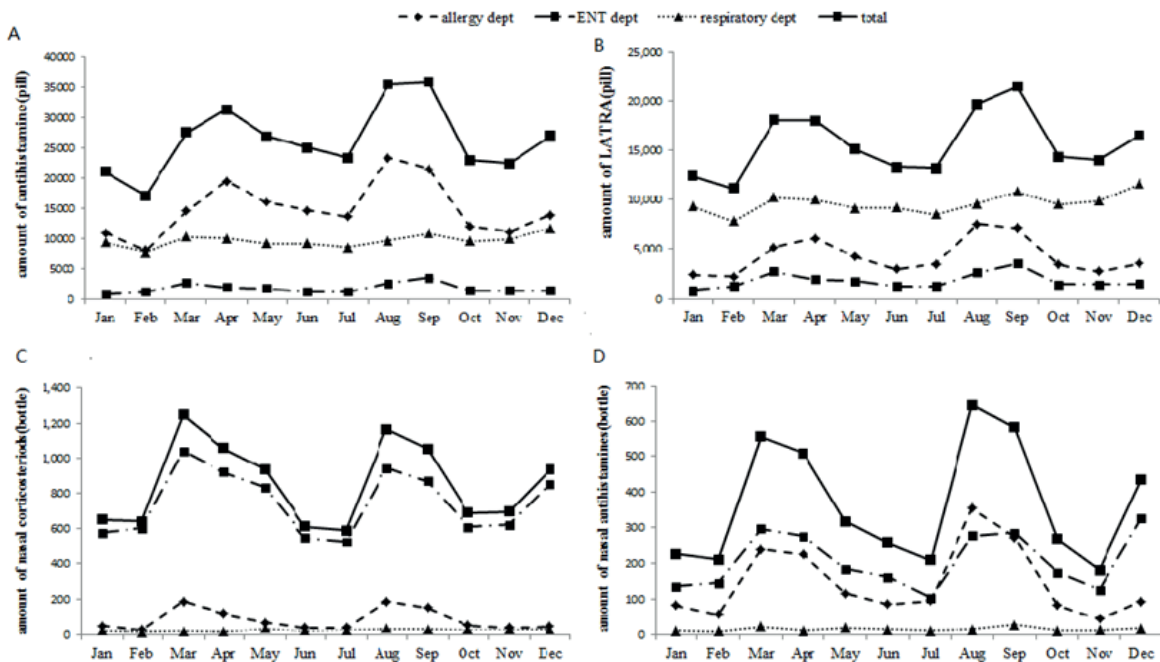 allergy dept ENT dept respiratory dept total
A
amount of antihistamine(pill)
40000
35000
30000
25000
20000
15000
10000
5000
0
Jan Feb Mar Apr May Jun Jul Aug Sep Oct Nov Dec
B
amount of LATRA(pill)
25,000
20,000
15,000
10,000
5,000
0
Jan Feb Mar Apr May Jun Jul Aug Sep Oct Nov Dec
C
amount of nasal corticosteriods(bottle)
1,400
1,200
1,000
800
600
400
200
0
Jan Feb Mar Apr May Jun Jul Aug Sep Oct Nov Dec
D
amount of nasal antihistamines(bottle)
700
600
500
400
300
200
100
0
Jan Feb Mar Apr May Jun Jul Aug Sep Oct Nov Dec